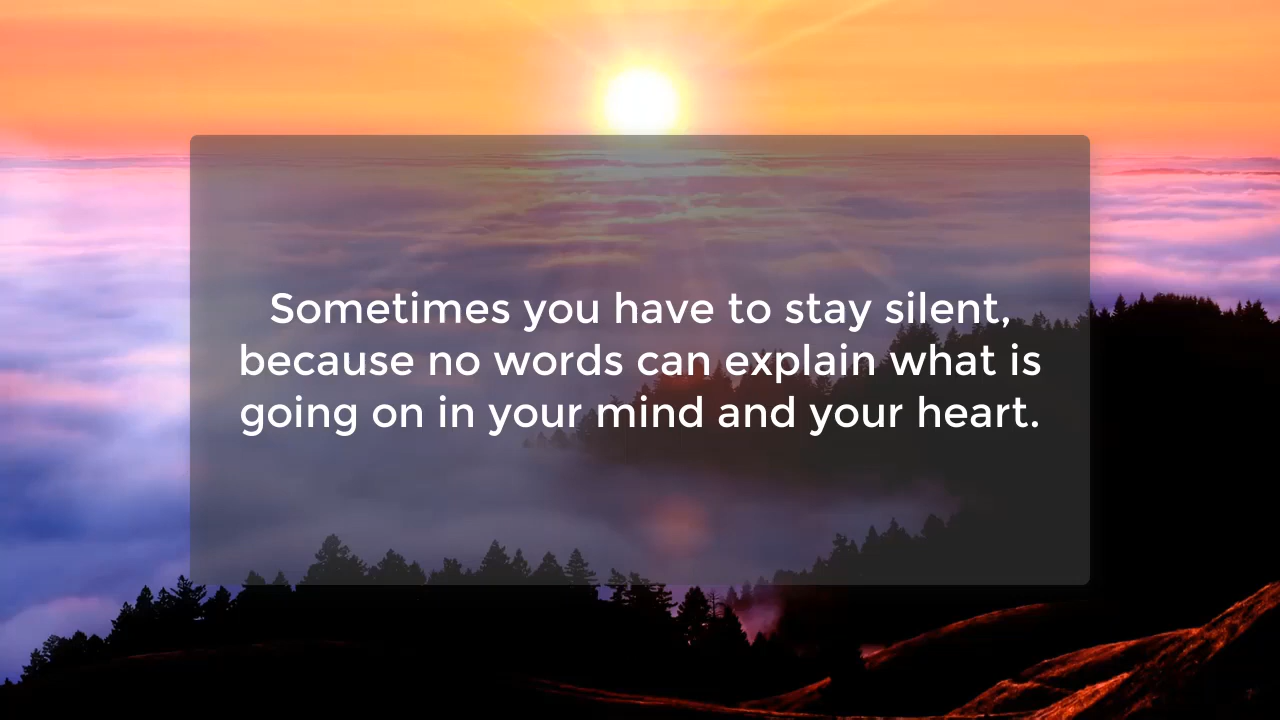 Sometimes you have to stay silent,
because no words can explain what is
going on in your mind and your heart.